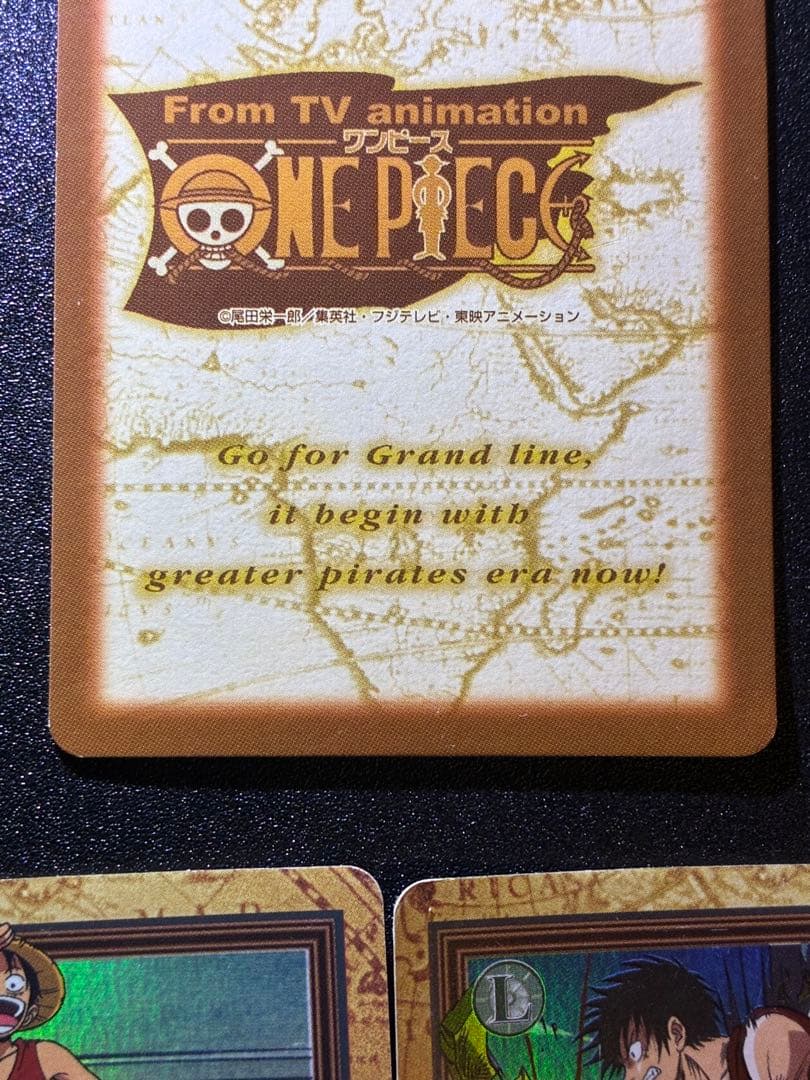 From TV animation
ワンピース
ONE PIECE
©尾田栄一郎/集英社・フジテレビ・東映アニメーション
Go for Grand line,
it begin with
greater pirates era now!
MAR
RICA
L